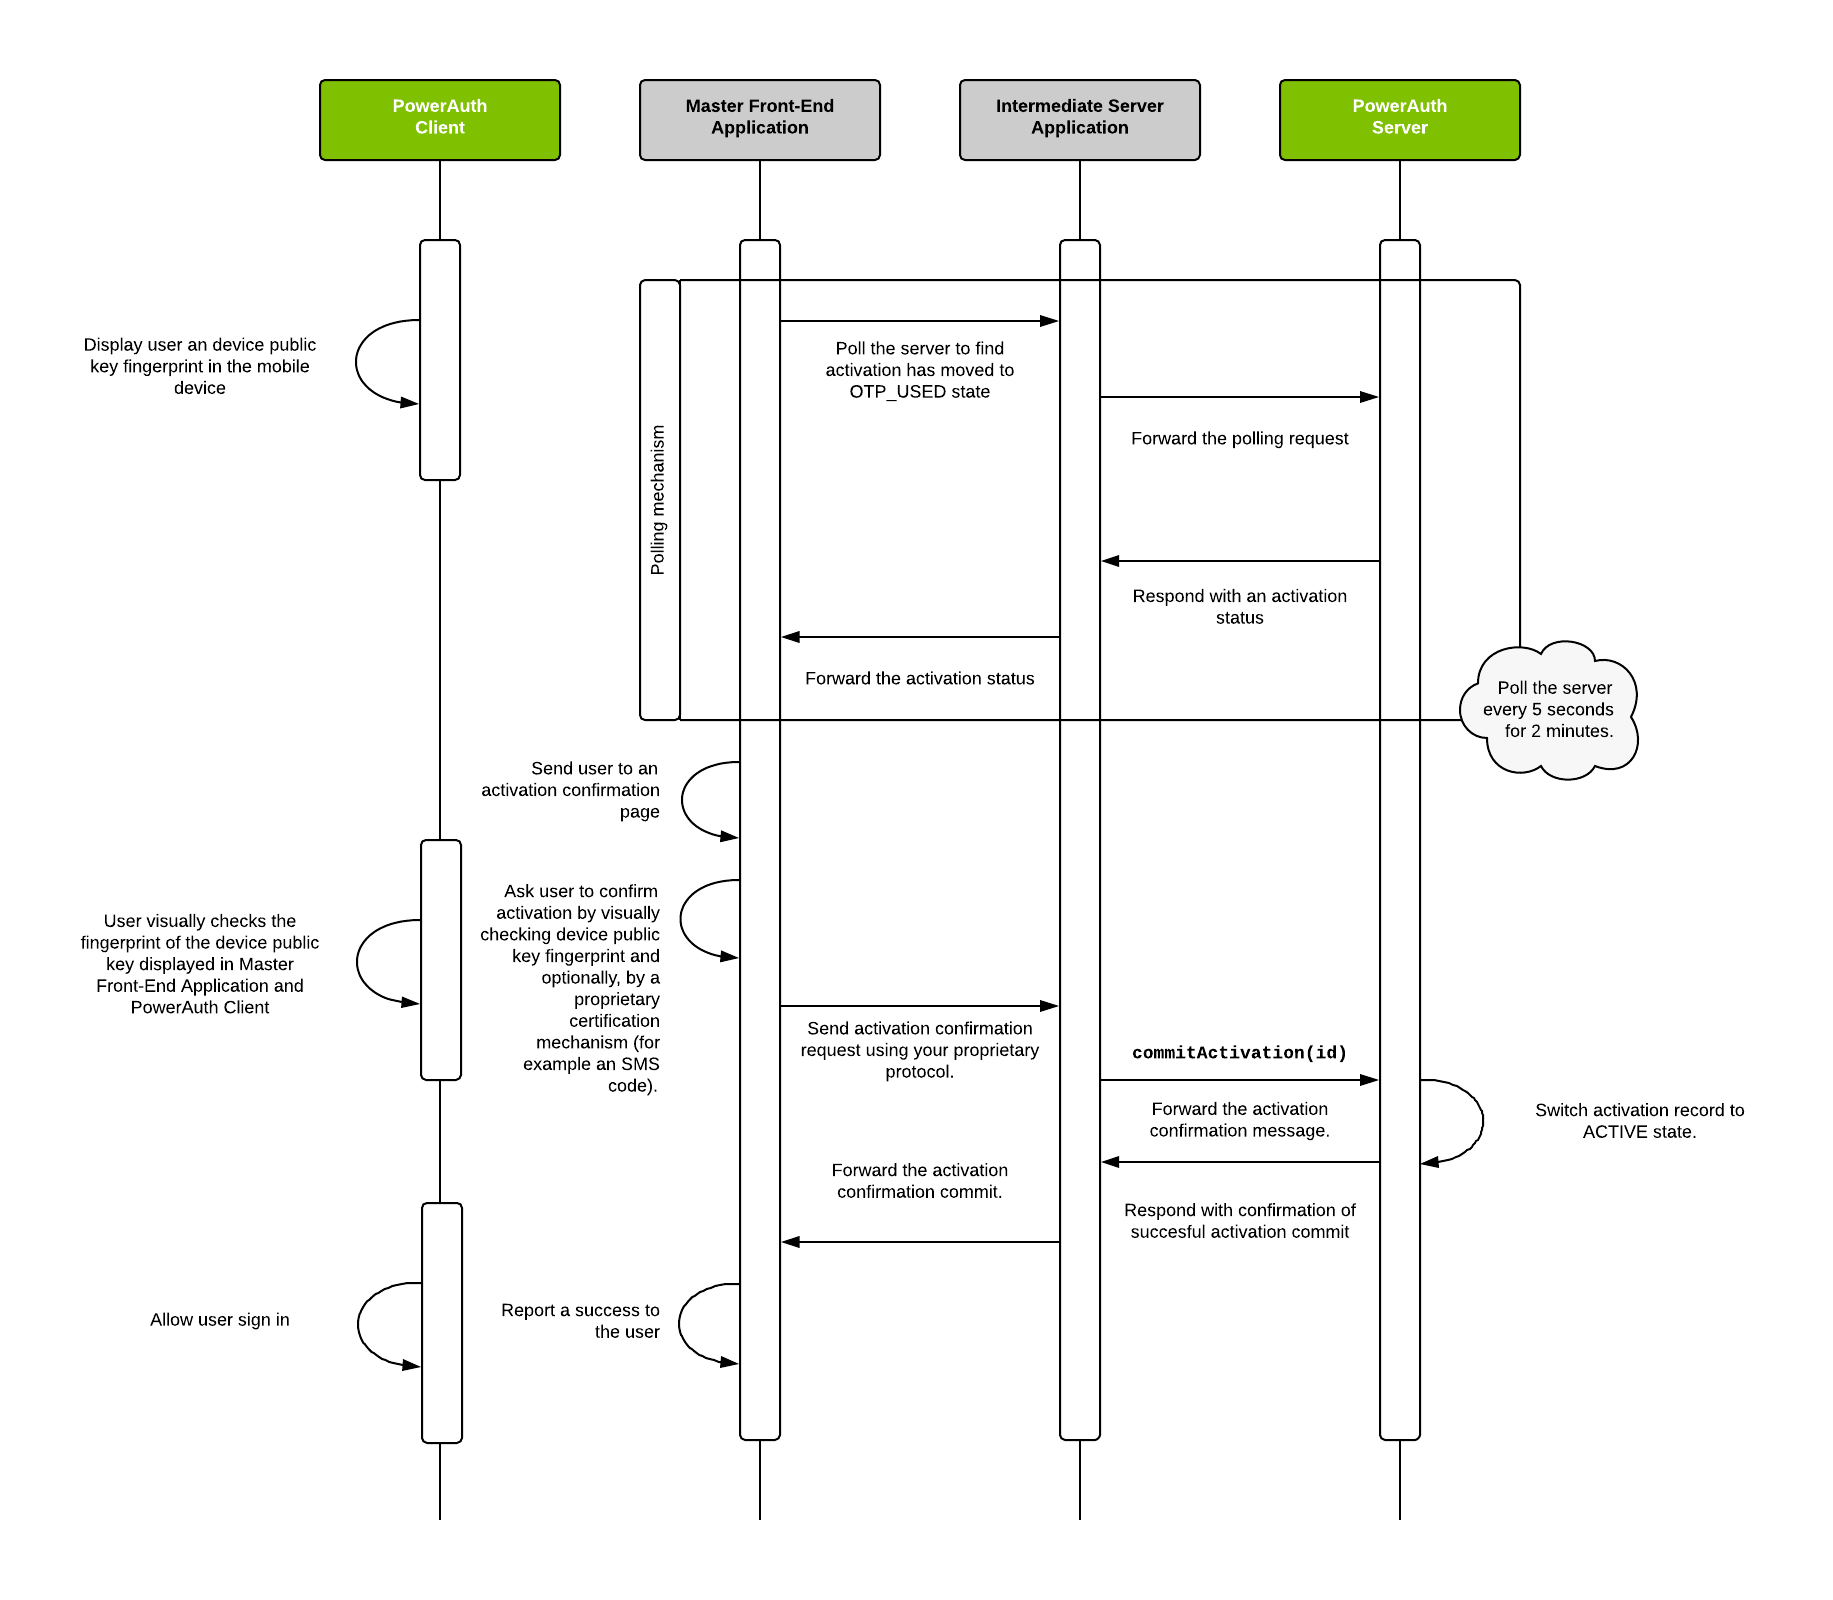 PowerAuth
Client
Master Front-End
Application
Intermediate Server
Application
PowerAuth
Server
Display user an device public
key fingerprint in the mobile
device
Polling mechanism
Poll the server to find
activation has moved to
OTP_USED state
Forward the polling request
Respond with an activation
status
Forward the activation status
Poll the server
every 5 seconds
for 2 minutes.
Send user to an
activation confirmation
page
User visually checks the
fingerprint of the device public
key displayed in Master
Front-End Application and
PowerAuth Client
Ask user to confirm
activation by visually
checking device public
key fingerprint and
optionally, by a
proprietary
certification
mechanism (for
example an SMS
code).
Send activation confirmation
request using your proprietary
protocol.
commitActivation(id)
Forward the activation
confirmation message.
Switch activation record to
ACTIVE state.
Forward the activation
confirmation commit.
Respond with confirmation of
succesful activation commit
Allow user sign in
Report a success to
the user